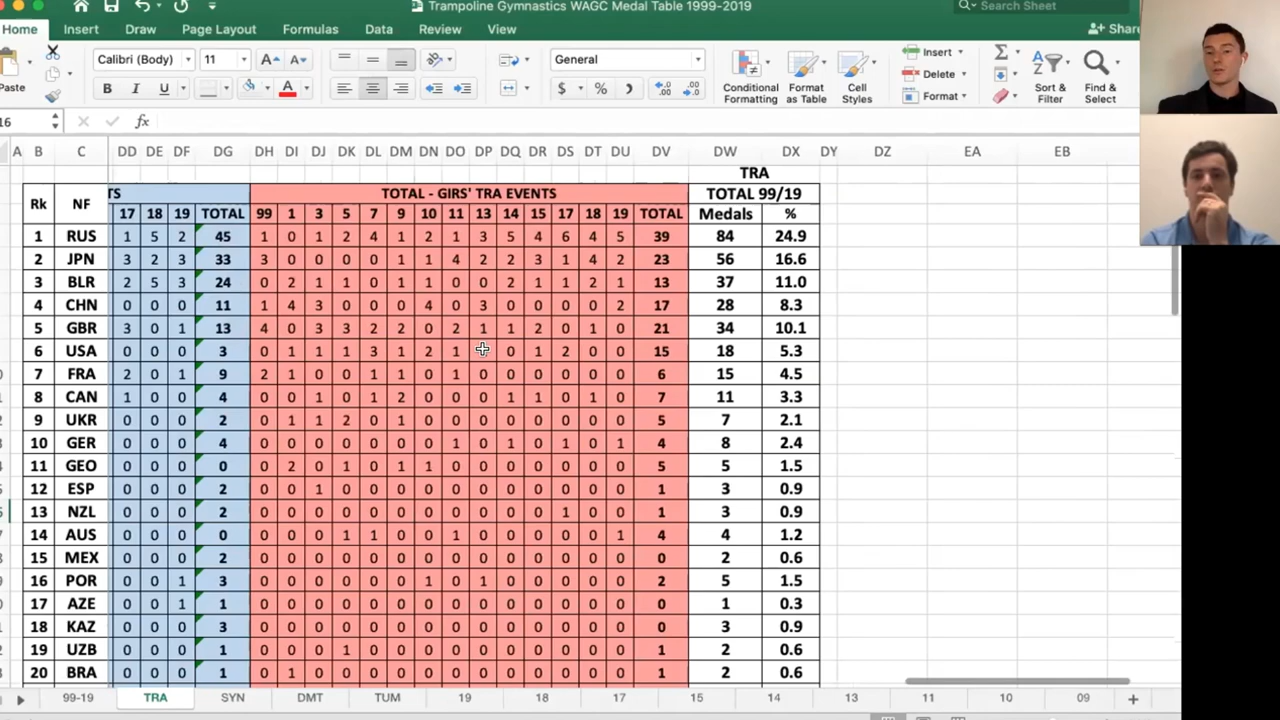 Trampoline Gymnastics WAGC Medal Table 1999-2019
Search Sheet
Home Insert Draw Page Layout Formulas Data Review View
Share
Paste
Calibri (Body) 11
General
Conditional Formatting
Format as Table
Cell Styles
Insert
Delete
Format
Sort & Filter
Find & Select
16 fx
A B C DD DE DF DG DH DI DJ DK DL DM DN DO DP DQ DR DS DT DU DV DW DX DY DZ EA EB
TRA
Rk NF TS TOTAL - GIRS' TRA EVENTS TOTAL 99/19
17 18 19 TOTAL 99 1 3 5 7 9 10 11 13 14 15 17 18 19 TOTAL Medals %
1 RUS 1 5 2 45 1 0 1 2 4 1 2 1 3 5 4 6 4 5 39 84 24.9
2 JPN 3 2 3 33 3 0 0 0 0 1 1 4 2 2 3 1 4 2 23 56 16.6
3 BLR 2 5 3 24 0 2 1 1 0 1 1 0 0 2 1 1 2 1 13 37 11.0
4 CHN 0 0 0 11 1 4 3 0 0 0 4 0 3 0 0 0 0 2 17 28 8.3
5 GBR 3 0 1 13 4 0 3 3 2 2 0 2 1 1 2 0 1 0 21 34 10.1
6 USA 0 0 0 3 0 1 1 1 3 1 2 1 0 1 2 0 0 15 18 5.3
7 FRA 2 0 1 9 2 1 0 0 1 1 0 1 0 0 0 0 0 0 6 15 4.5
8 CAN 1 0 0 4 0 0 1 0 1 2 0 0 0 1 1 0 1 0 7 11 3.3
9 UKR 0 0 0 2 0 1 1 2 0 1 0 0 0 0 0 0 0 0 5 7 2.1
10 GER 0 0 0 4 0 0 0 0 0 0 0 1 0 1 0 1 0 1 4 8 2.4
11 GEO 0 0 0 0 0 2 0 1 0 1 1 0 0 0 0 0 0 0 5 5 1.5
12 ESP 0 0 0 2 0 0 1 0 0 0 0 0 0 0 0 0 0 0 1 3 0.9
13 NZL 0 0 0 2 0 0 0 0 0 0 0 0 0 0 0 1 0 0 1 3 0.9
14 AUS 0 0 0 0 0 0 0 1 1 0 0 1 0 0 0 0 0 1 4 4 1.2
15 MEX 0 0 0 2 0 0 0 0 0 0 0 0 0 0 0 0 0 0 0 2 0.6
16 POR 0 0 1 3 0 0 0 0 0 0 1 0 1 0 0 0 0 0 2 5 1.5
17 AZE 0 0 1 1 0 0 0 0 0 0 0 0 0 0 0 0 0 0 0 1 0.3
18 KAZ 0 0 0 3 0 0 0 0 0 0 0 0 0 0 0 0 0 0 0 3 0.9
19 UZB 0 0 0 1 0 0 0 1 0 0 0 0 0 0 0 0 0 0 1 2 0.6
20 BRA 0 0 0 1 0 1 0 0 0 0 0 0 0 0 0 0 0 0 1 2 0.6
99-19 TRA SYN DMT TUM 19 18 17 15 14 13 11 10 09